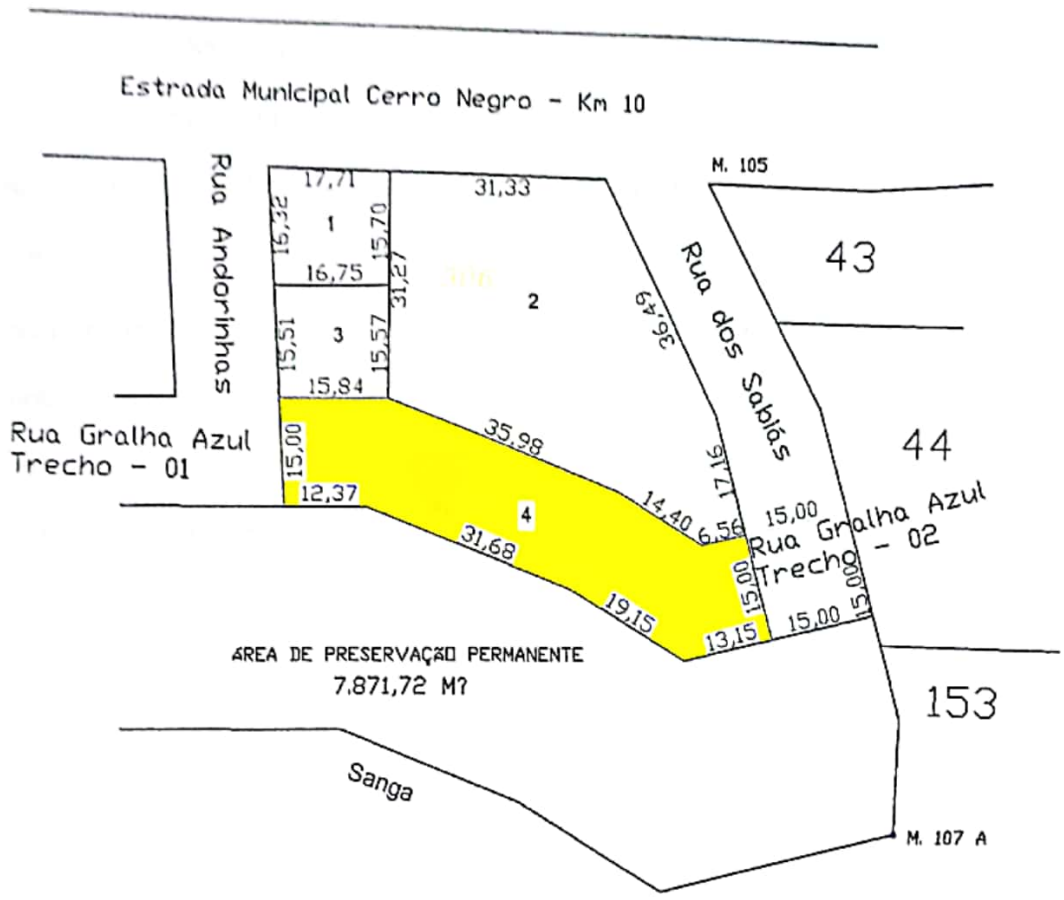 Estrada Municipal Cerro Negro - Km 10
Rua Andorinhas
M. 105
17,71
31,33
16,32
1
15,70
43
Rua dos Sabiás
16,75
31,27
2
36,49
15,51
3
15,57
15,84
Rua Gralha Azul
Trecho - 01
15,00
35,98
44
17,16
12,37
4
14,40
6,56
15,00
Rua Gralha Azul
Trecho - 02
31,68
15,00
15,00
19,15
13,15
15,00
ÁREA DE PRESERVAÇÃO PERMANENTE
7.871,72 M?
153
Sanga
M. 107 A